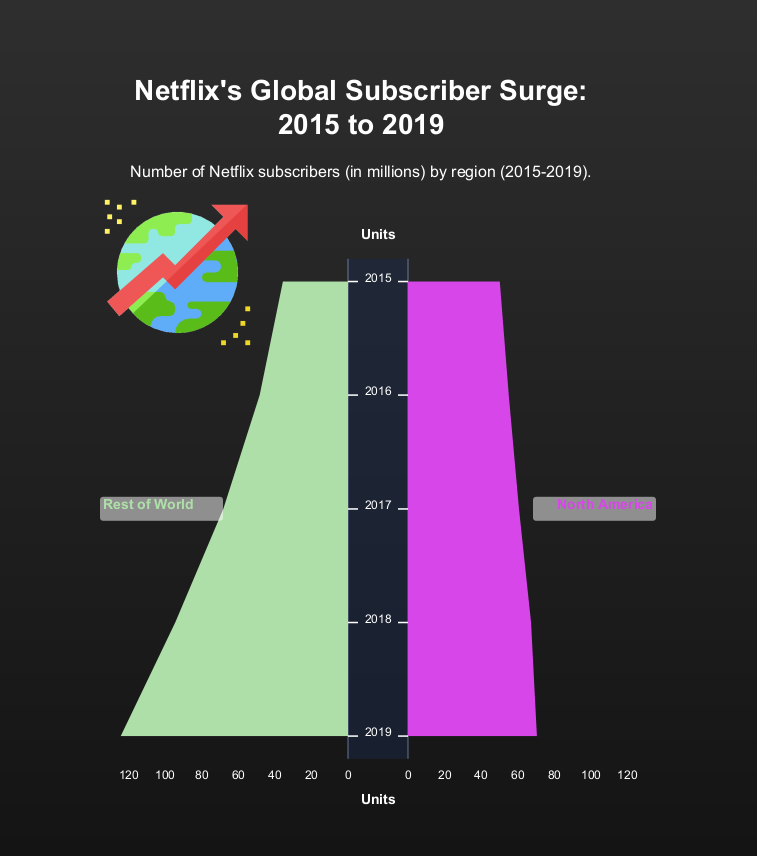 Netflix's Global Subscriber Surge:
2015 to 2019
Number of Netflix subscribers (in millions) by region (2015-2019).
Units
2015
2016
Rest of World
2017
North America
2018
2019
120 100 80 60 40 20 0
0 20 40 60 80 100 120
Units